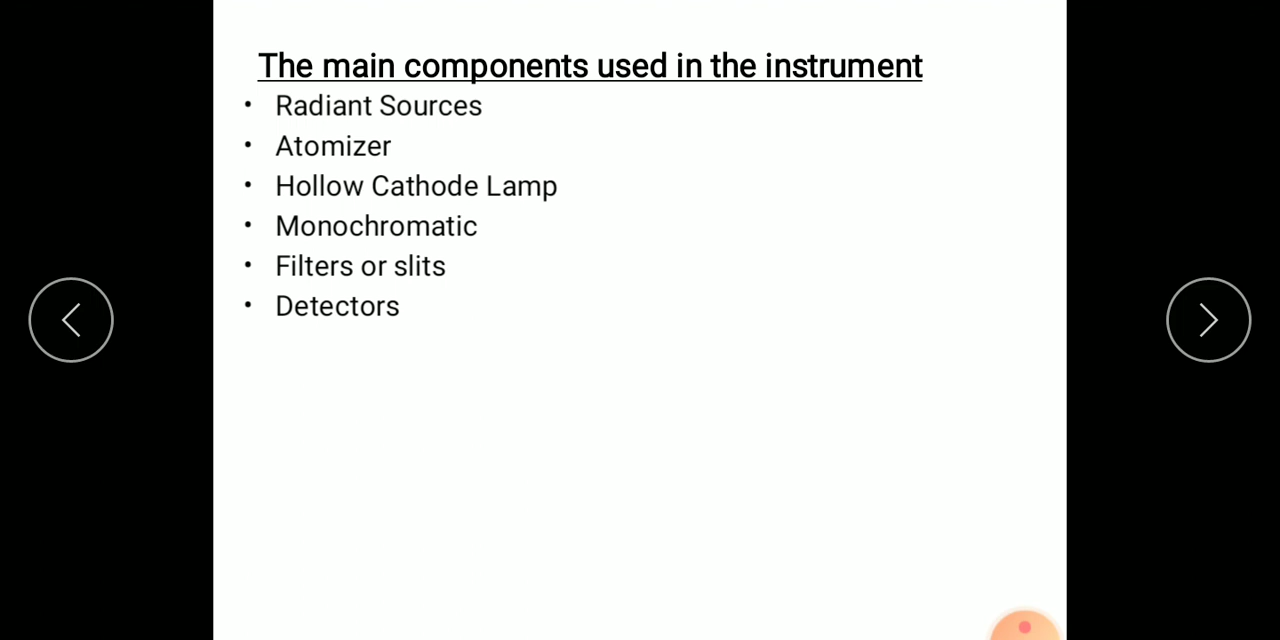 The main components used in the instrument
• Radiant Sources
• Atomizer
• Hollow Cathode Lamp
• Monochromatic
• Filters or slits
• Detectors